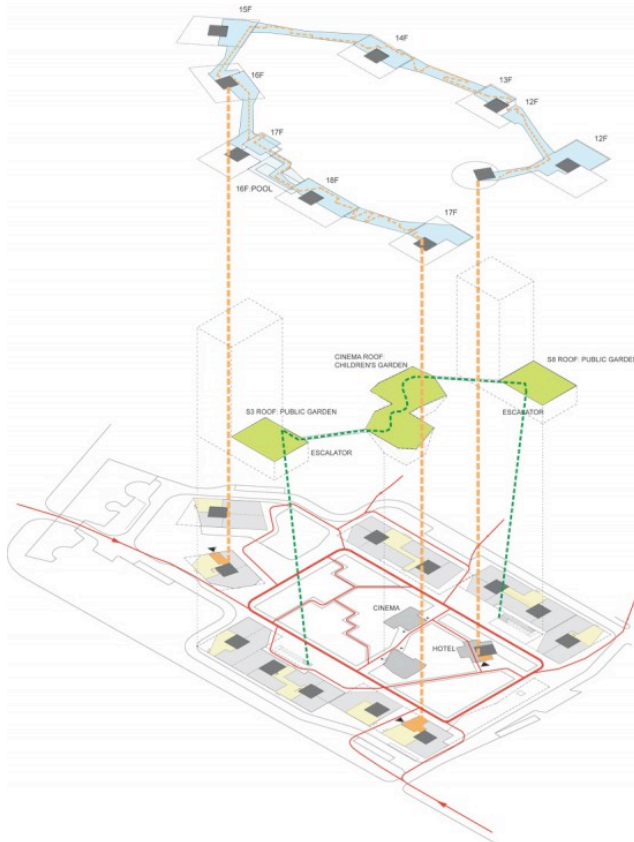 15F
14F
16F
13F
12F
12F
17F
18F
16F:POOL
17F
CINEMA ROOF:
CHILDREN'S GARDEN
S8 ROOF: PUBLIC GARDEN
S3 ROOF: PUBLIC GARDEN
ESCALATOR
ESCALATOR
CINEMA
HOTEL